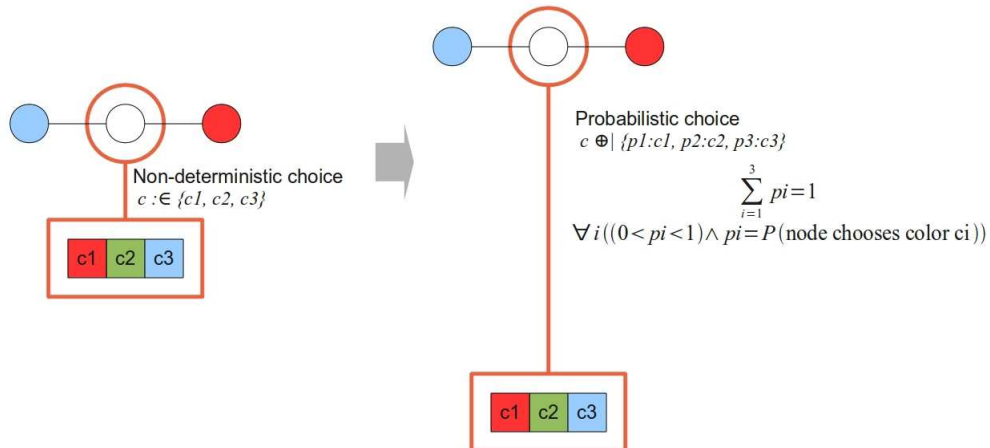 Non-deterministic choice
c :∈ {c1, c2, c3}
c1 c2 c3
Probabilistic choice
c ⊕| {p1:c1, p2:c2, p3:c3}
3
∑ pi=1
i=1
∀ i((0<pi<1)∧ pi=P(node chooses color ci))
c1 c2 c3